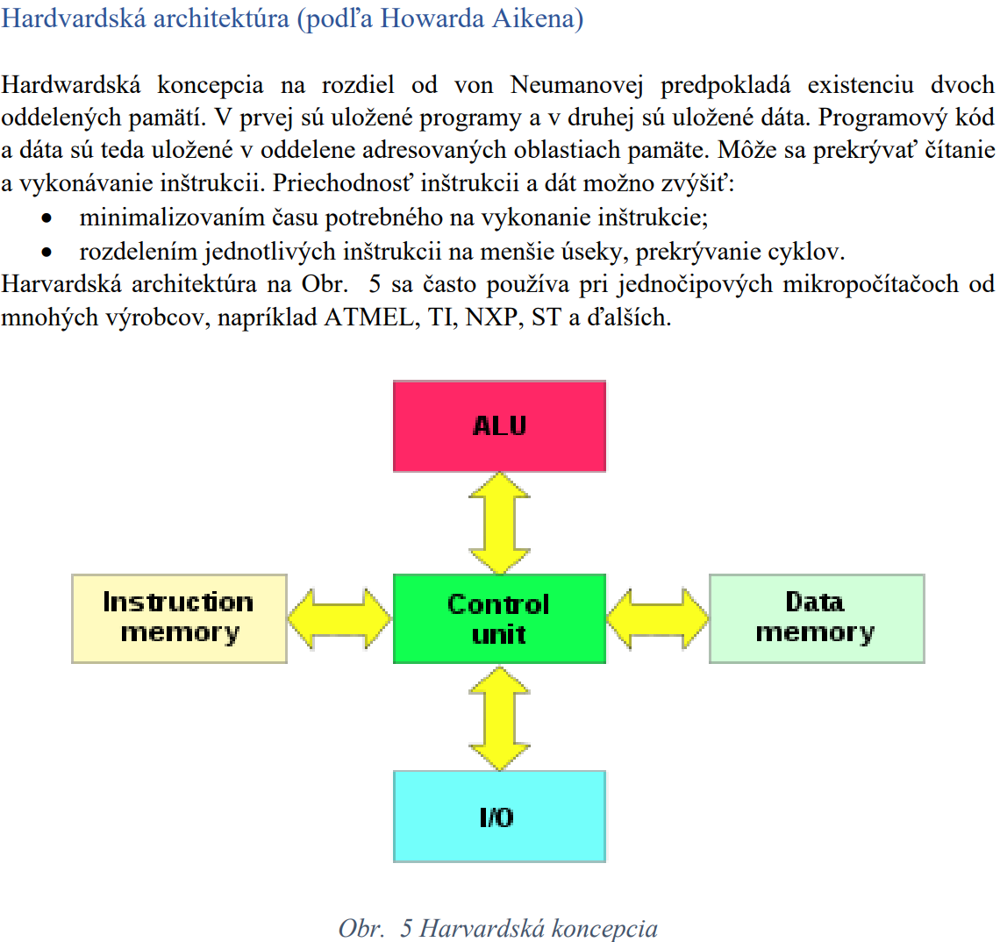 Hardvardská architektúra (podľa Howarda Aikena)
Hardwardská koncepcia na rozdiel od von Neumanovej predpokladá existenciu dvoch
oddelených pamätí. V prvej sú uložené programy a v druhej sú uložené dáta. Programový kód
a dáta sú teda uložené v oddelene adresovaných oblastiach pamäte. Môže sa prekrývať čítanie
a vykonávanie inštrukcii. Priechodnosť inštrukcii a dát možno zvýšiť:
• minimalizovaním času potrebného na vykonanie inštrukcie;
• rozdelením jednotlivých inštrukcii na menšie úseky, prekrývanie cyklov.
Harvardská architektúra na Obr. 5 sa často používa pri jednočipových mikropočítačoch od
mnohých výrobcov, napríklad ATMEL, TI, NXP, ST a ďalších.
ALU
Instruction
memory
Control
unit
Data
memory
I/O
Obr. 5 Harvardská koncepcia